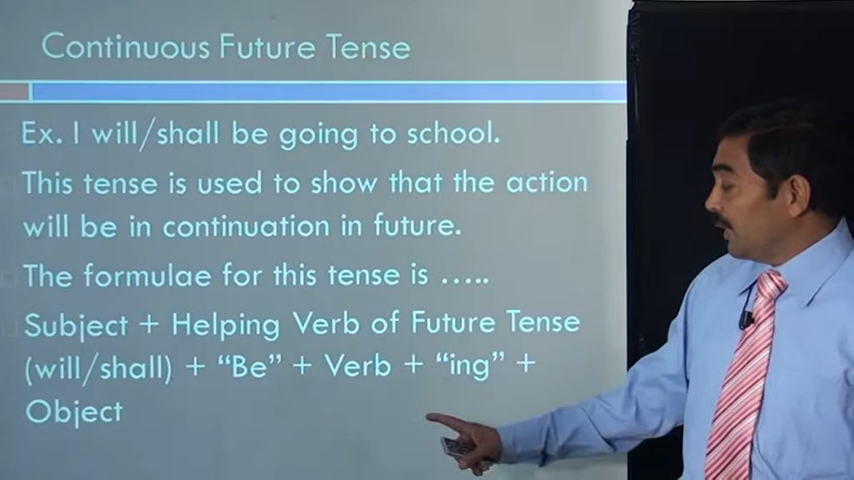 Continuous Future Tense
Ex. I will/shall be going to school.
This tense is used to show that the action
will be in continuation in future.
The formulae for this tense is .....
Subject + Helping Verb of Future Tense
(will/shall) + “Be” + Verb + “ing” +
Object